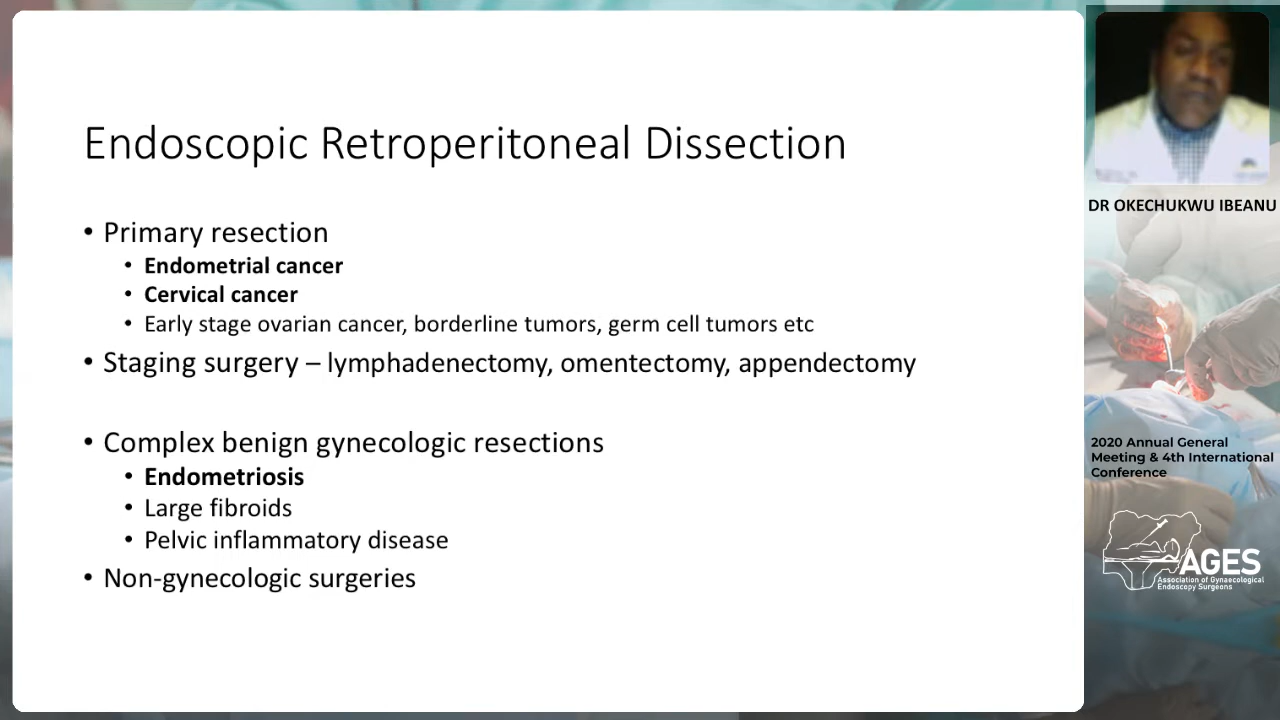 Endoscopic Retroperitoneal Dissection
• Primary resection
• Endometrial cancer
• Cervical cancer
• Early stage ovarian cancer, borderline tumors, germ cell tumors etc
• Staging surgery – lymphadenectomy, omentectomy, appendectomy
• Complex benign gynecologic resections
• Endometriosis
• Large fibroids
• Pelvic inflammatory disease
• Non-gynecologic surgeries
DR OKECHUKWU IBEANU
2020 Annual General
Meeting & 4th International
Conference
AGES
Association of Gynaecological
Endoscopy Surgeons